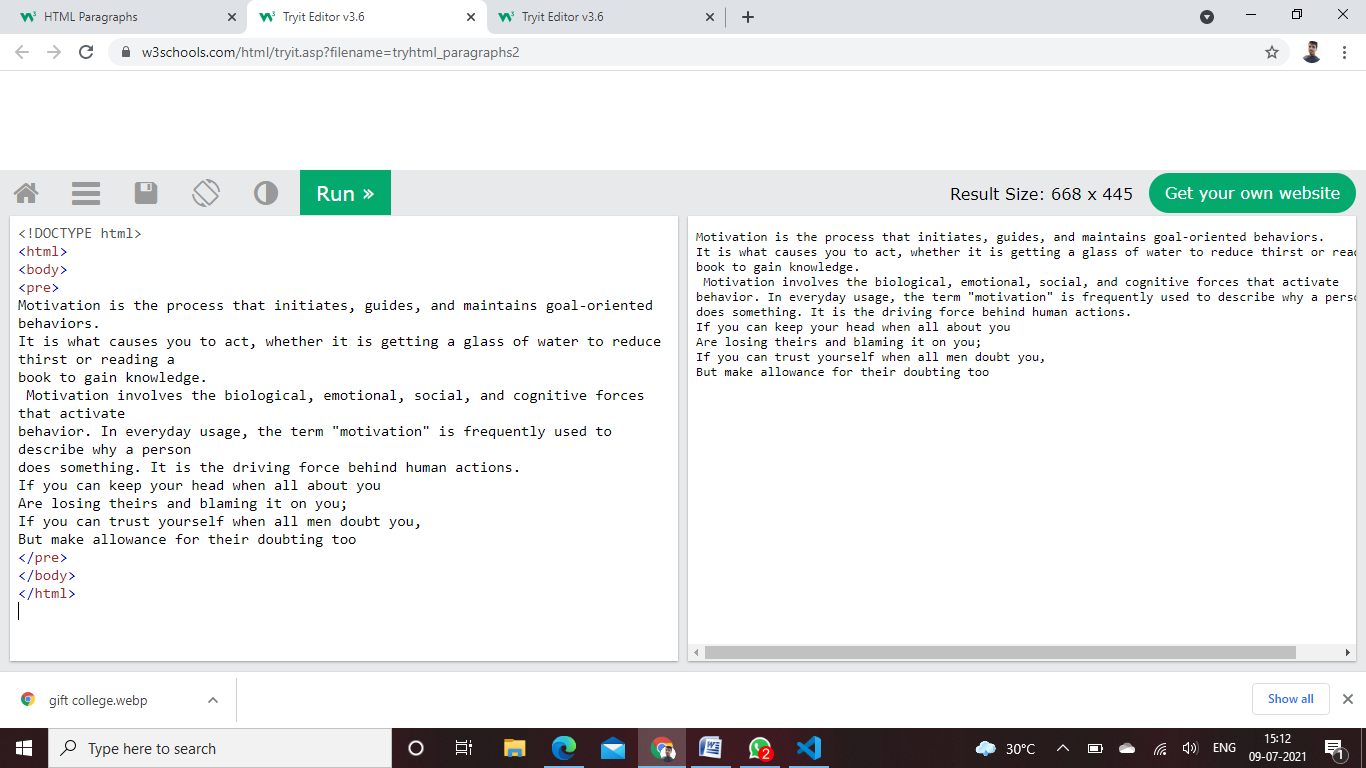 HTML Paragraphs
Tryit Editor v3.6
Tryit Editor v3.6
w3schools.com/html/tryit.asp?filename=tryhtml_paragraphs2
Run »
Result Size: 668 x 445
Get your own website
<!DOCTYPE html>
<html>
<body>
<pre>
Motivation is the process that initiates, guides, and maintains goal-oriented
behaviors.
It is what causes you to act, whether it is getting a glass of water to reduce
thirst or reading a
book to gain knowledge.
 Motivation involves the biological, emotional, social, and cognitive forces
that activate
behavior. In everyday usage, the term "motivation" is frequently used to
describe why a person
does something. It is the driving force behind human actions.
If you can keep your head when all about you
Are losing theirs and blaming it on you;
If you can trust yourself when all men doubt you,
But make allowance for their doubting too
</pre>
</body>
</html>
Motivation is the process that initiates, guides, and maintains goal-oriented behaviors.
It is what causes you to act, whether it is getting a glass of water to reduce thirst or read
book to gain knowledge.
 Motivation involves the biological, emotional, social, and cognitive forces that activate
behavior. In everyday usage, the term "motivation" is frequently used to describe why a perso
does something. It is the driving force behind human actions.
If you can keep your head when all about you
Are losing theirs and blaming it on you;
If you can trust yourself when all men doubt you,
But make allowance for their doubting too
gift college.webp
Show all
Type here to search
2
30°C
ENG
15:12
09-07-2021
1